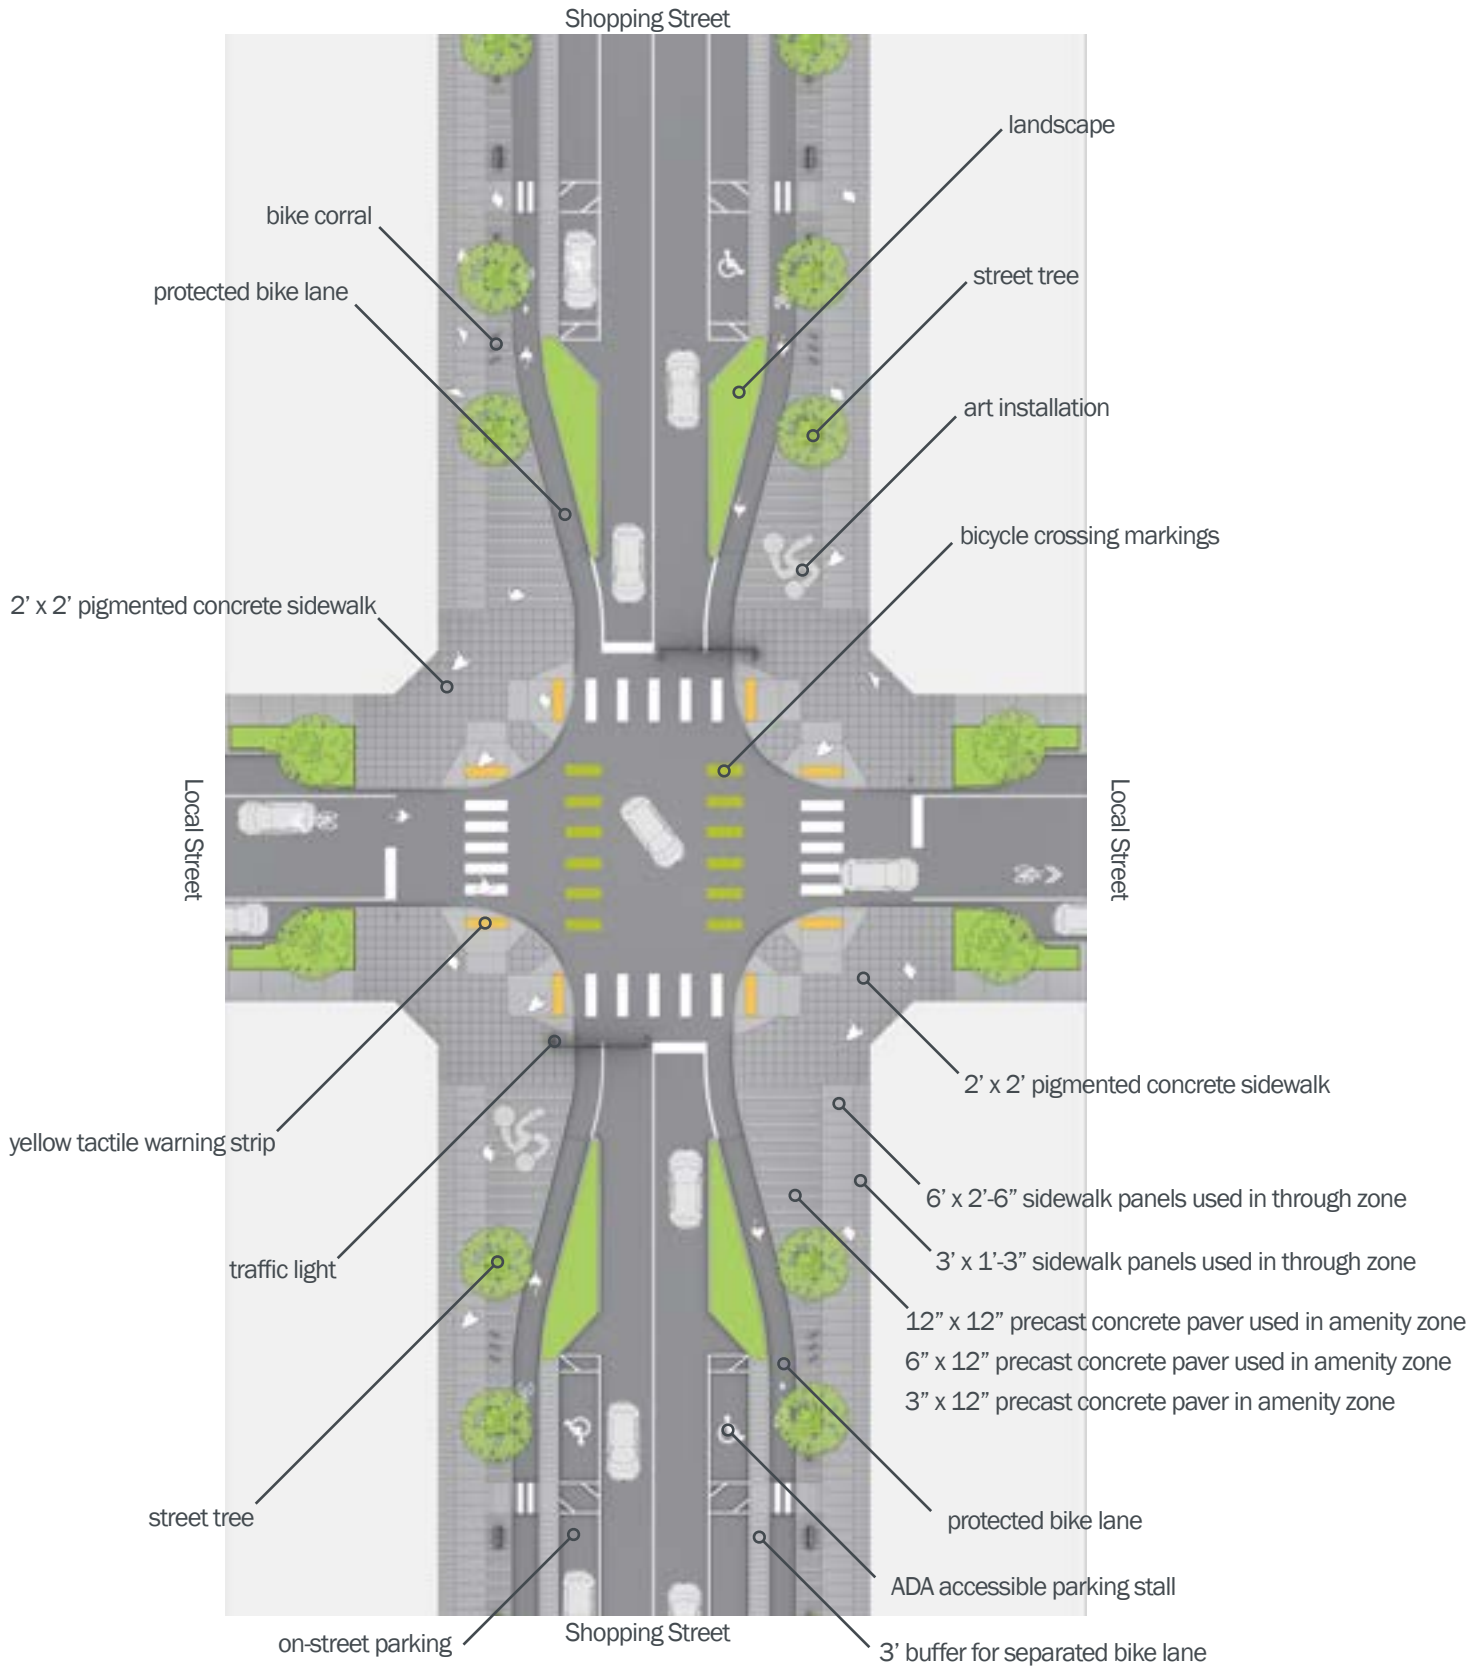 Shopping Street
landscape
bike corral
street tree
protected bike lane
art installation
bicycle crossing markings
2’ x 2’ pigmented concrete sidewalk
Local Street
Local Street
2’ x 2’ pigmented concrete sidewalk
yellow tactile warning strip
6’ x 2’-6” sidewalk panels used in through zone
3’ x 1’-3” sidewalk panels used in through zone
traffic light
12” x 12” precast concrete paver used in amenity zone
6” x 12” precast concrete paver used in amenity zone
3” x 12” precast concrete paver in amenity zone
street tree
protected bike lane
ADA accessible parking stall
Shopping Street
on-street parking
3’ buffer for separated bike lane